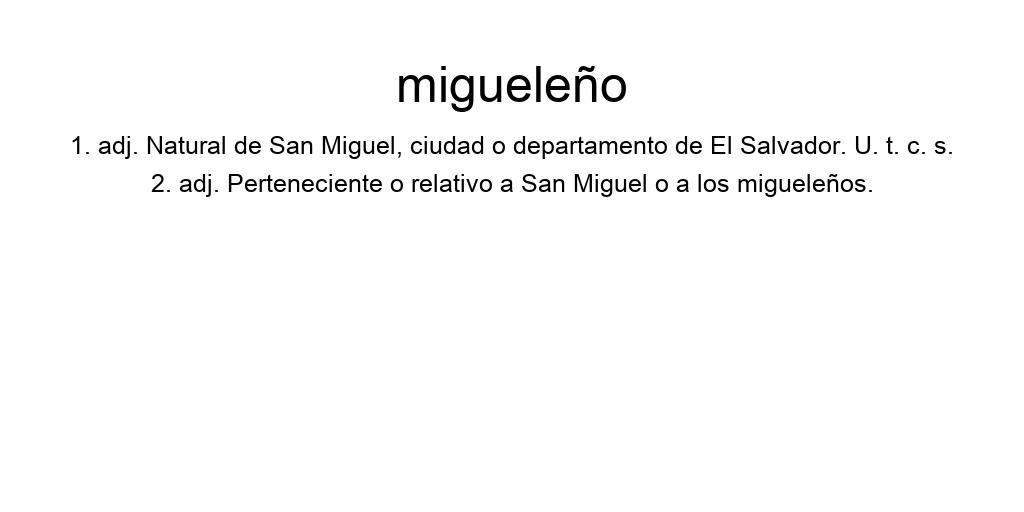 migueleño
1. adj. Natural de San Miguel, ciudad o departamento de El Salvador. U. t. c. s.
2. adj. Perteneciente o relativo a San Miguel o a los migueleños.